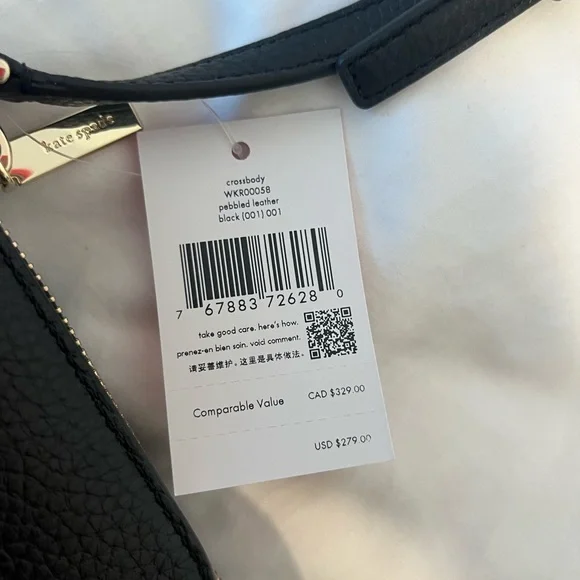 kate spade
crossbody
WKR00058
pebbled leather
black (001) 001
7 67883 72628 0
take good care. here's how.
prenez-en bien soin. voici comment.
请妥善维护。这里是具体做法。
Comparable Value CAD $329.00
USD $279.00